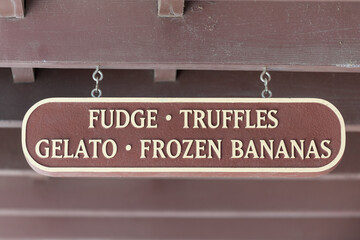 FUDGE · TRUFFLES
GELATO · FROZEN BANANAS